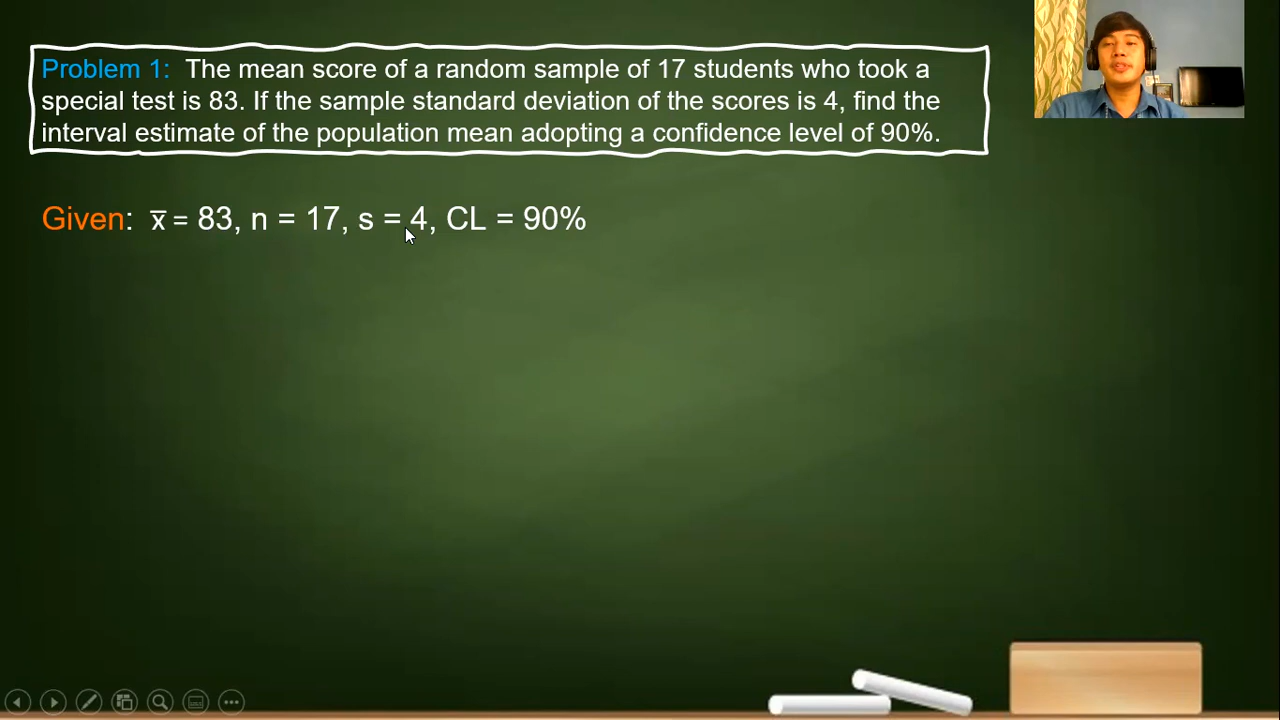 Problem 1: The mean score of a random sample of 17 students who took a
special test is 83. If the sample standard deviation of the scores is 4, find the
interval estimate of the population mean adopting a confidence level of 90%.
Given: x̅ = 83, n = 17, s = 4, CL = 90%